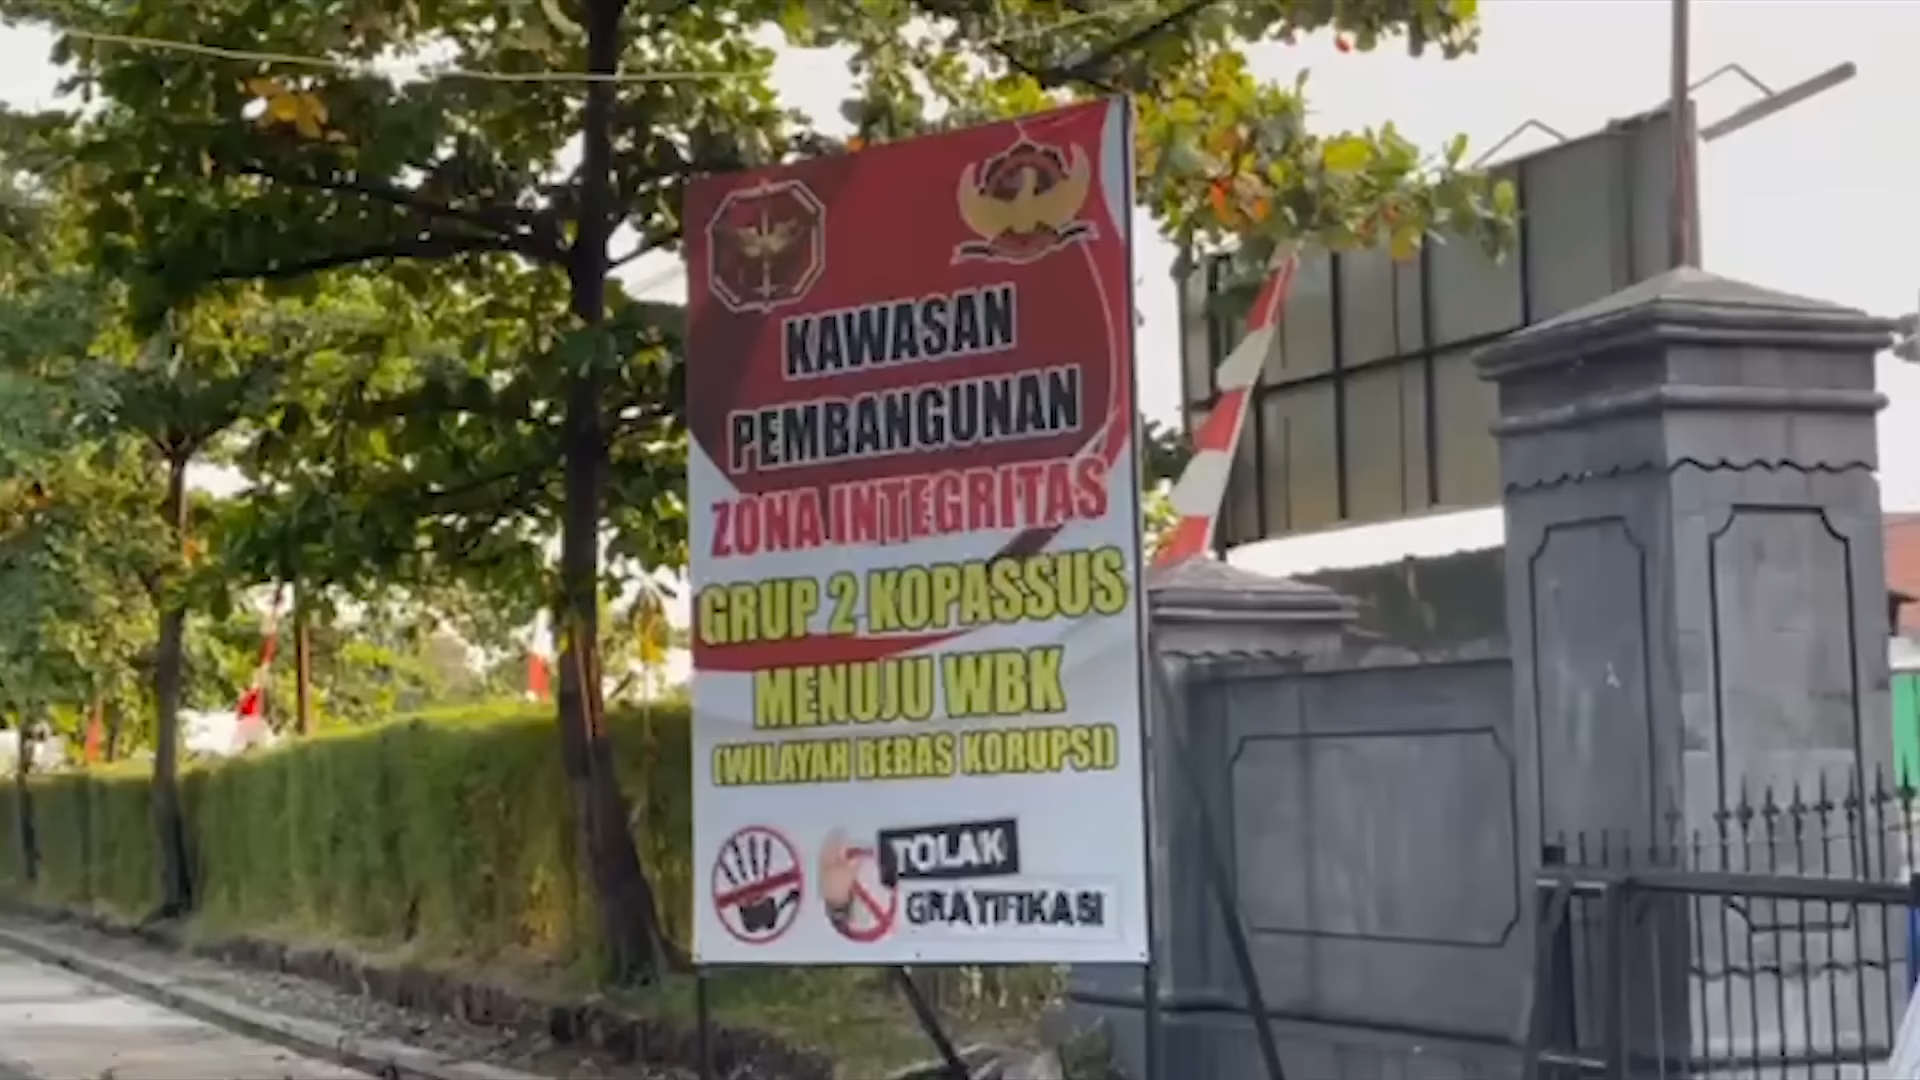 KAWASAN
PEMBANGUNAN
ZONA INTEGRITAS
GRUP 2 KOPASSUS
MENUJU WBK
(WILAYAH BEBAS KORUPSI)
TOLAK
GRATIFIKASI